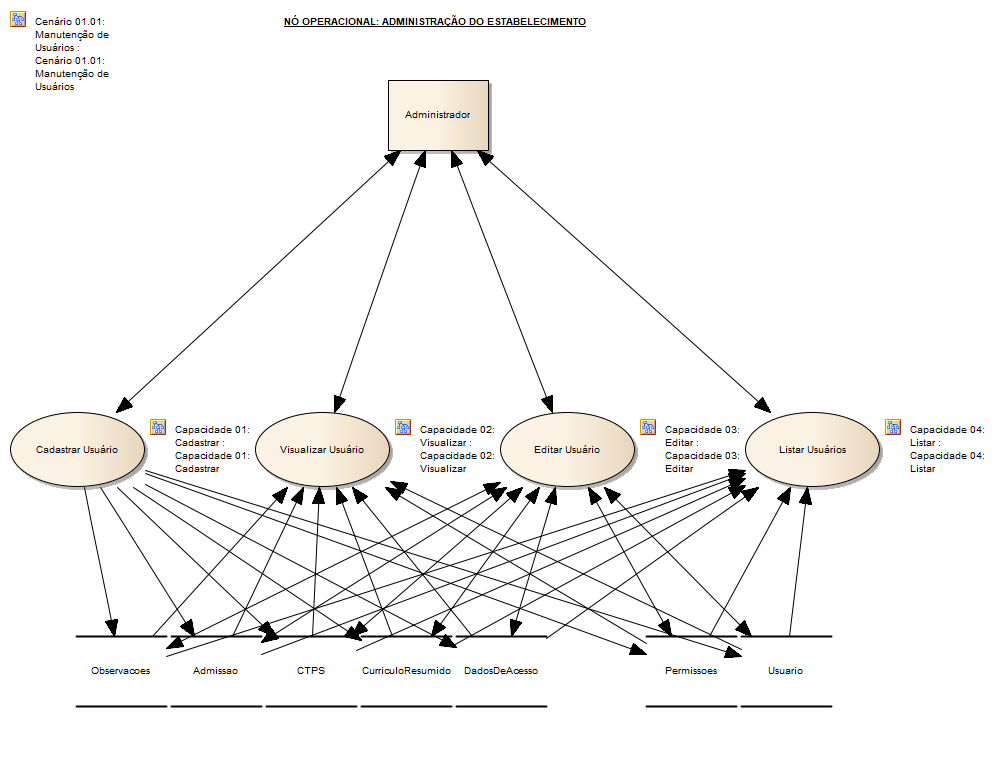 Cenário 01.01:
Manutenção de
Usuários :
Cenário 01.01:
Manutenção de
Usuários
NÓ OPERACIONAL: ADMINISTRAÇÃO DO ESTABELECIMENTO
Administrador
Cadastrar Usuário
Capacidade 01:
Cadastrar :
Capacidade 01:
Cadastrar
Visualizar Usuário
Capacidade 02:
Visualizar :
Capacidade 02:
Visualizar
Editar Usuário
Capacidade 03:
Editar :
Capacidade 03:
Editar
Listar Usuários
Capacidade 04:
Listar :
Capacidade 04:
Listar
Observacoes
Admissao
CTPS
CurriculoResumido
DadosDeAcesso
Permissoes
Usuario